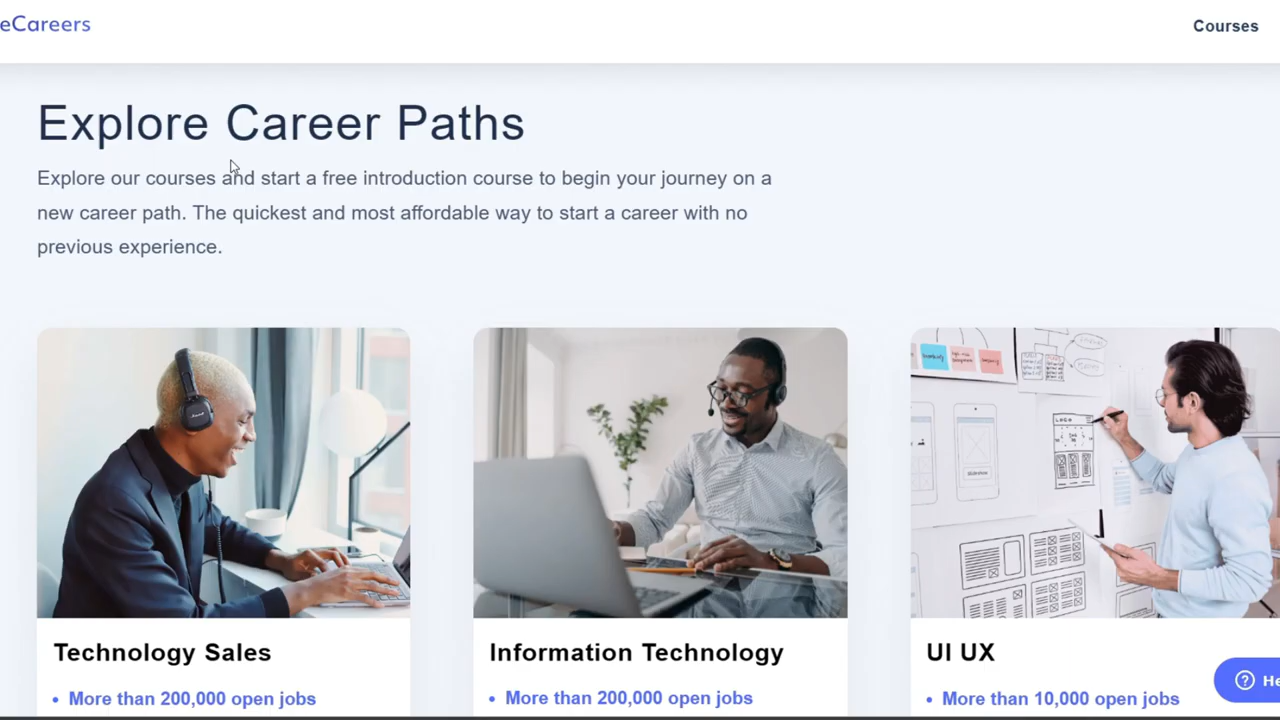 eCareers
Courses
Explore Career Paths
Explore our courses and start a free introduction course to begin your journey on a
new career path. The quickest and most affordable way to start a career with no
previous experience.
LOGO
Technology Sales
Information Technology
UI UX
• More than 200,000 open jobs
• More than 200,000 open jobs
• More than 10,000 open jobs
He